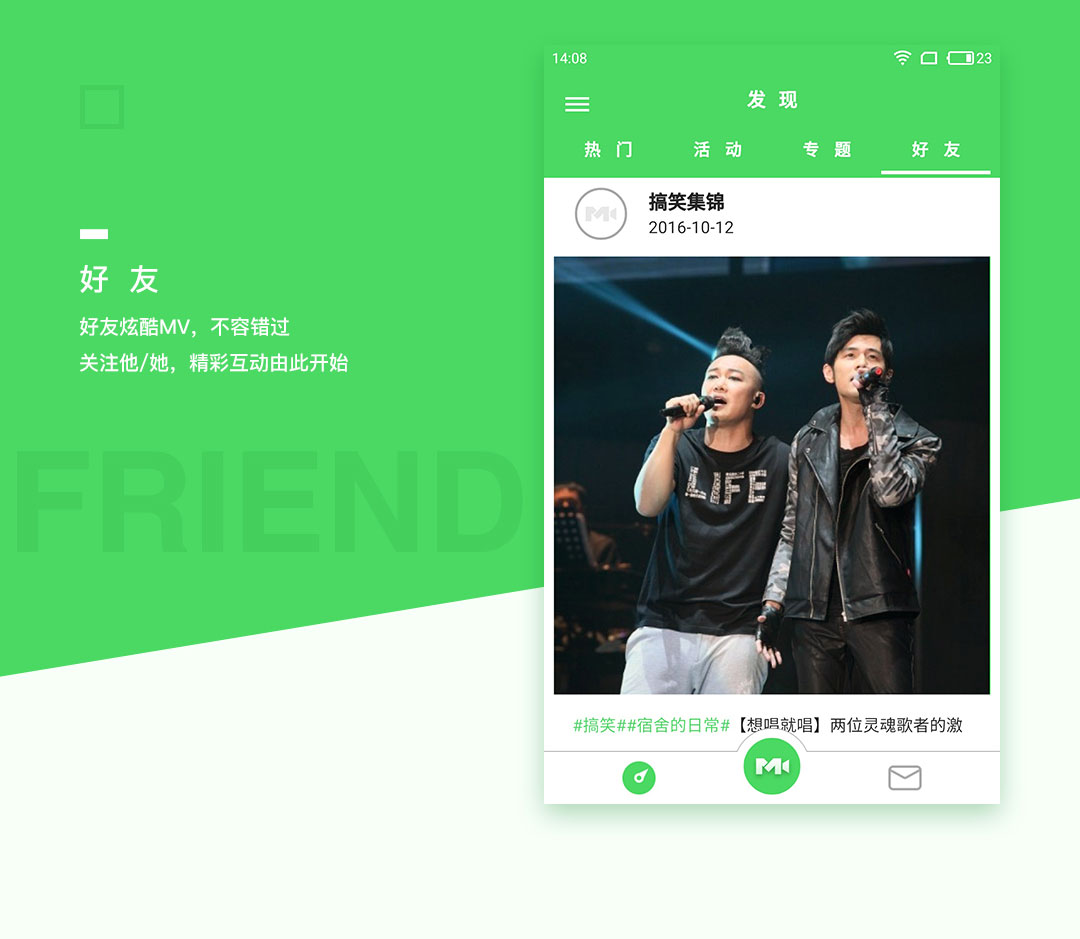 好 友
好友炫酷MV，不容错过
关注他/她，精彩互动由此开始
FRIEND
14:08
23
发 现
热 门 活 动 专 题 好 友
搞笑集锦
2016-10-12
LIFE
#搞笑##宿舍的日常#【想唱就唱】两位灵魂歌者的激